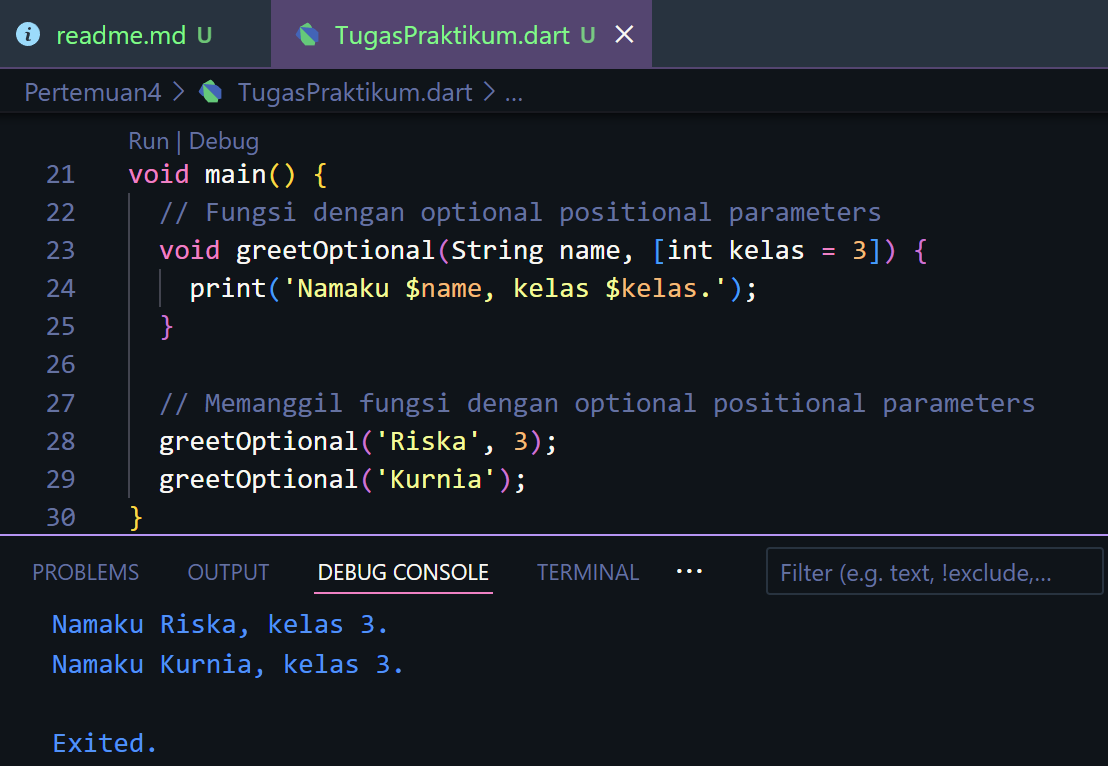 readme.md U TugasPraktikum.dart U
Pertemuan4 > TugasPraktikum.dart > ...
Run | Debug
21 void main() {
22 // Fungsi dengan optional positional parameters
23 void greetOptional(String name, [int kelas = 3]) {
24 print('Namaku $name, kelas $kelas.');
25 }
26
27 // Memanggil fungsi dengan optional positional parameters
28 greetOptional('Riska', 3);
29 greetOptional('Kurnia');
30 }
PROBLEMS OUTPUT DEBUG CONSOLE TERMINAL ... Filter (e.g. text, !exclude,...
Namaku Riska, kelas 3.
Namaku Kurnia, kelas 3.
Exited.